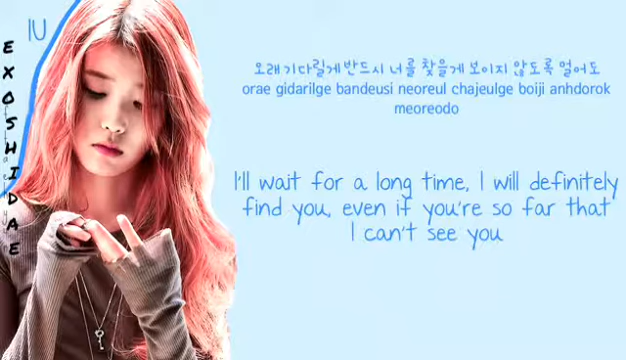 IU
EXOSHIDAE
오래 기다릴게 반드시 너를 찾을게 보이지 않도록 멀어도
orae gidarilge bandeusi neoreul chajeulge boiji anhdorok
meoreodo
I'll wait for a long time, I will definitely
find you, even if you're so far that
I can't see you